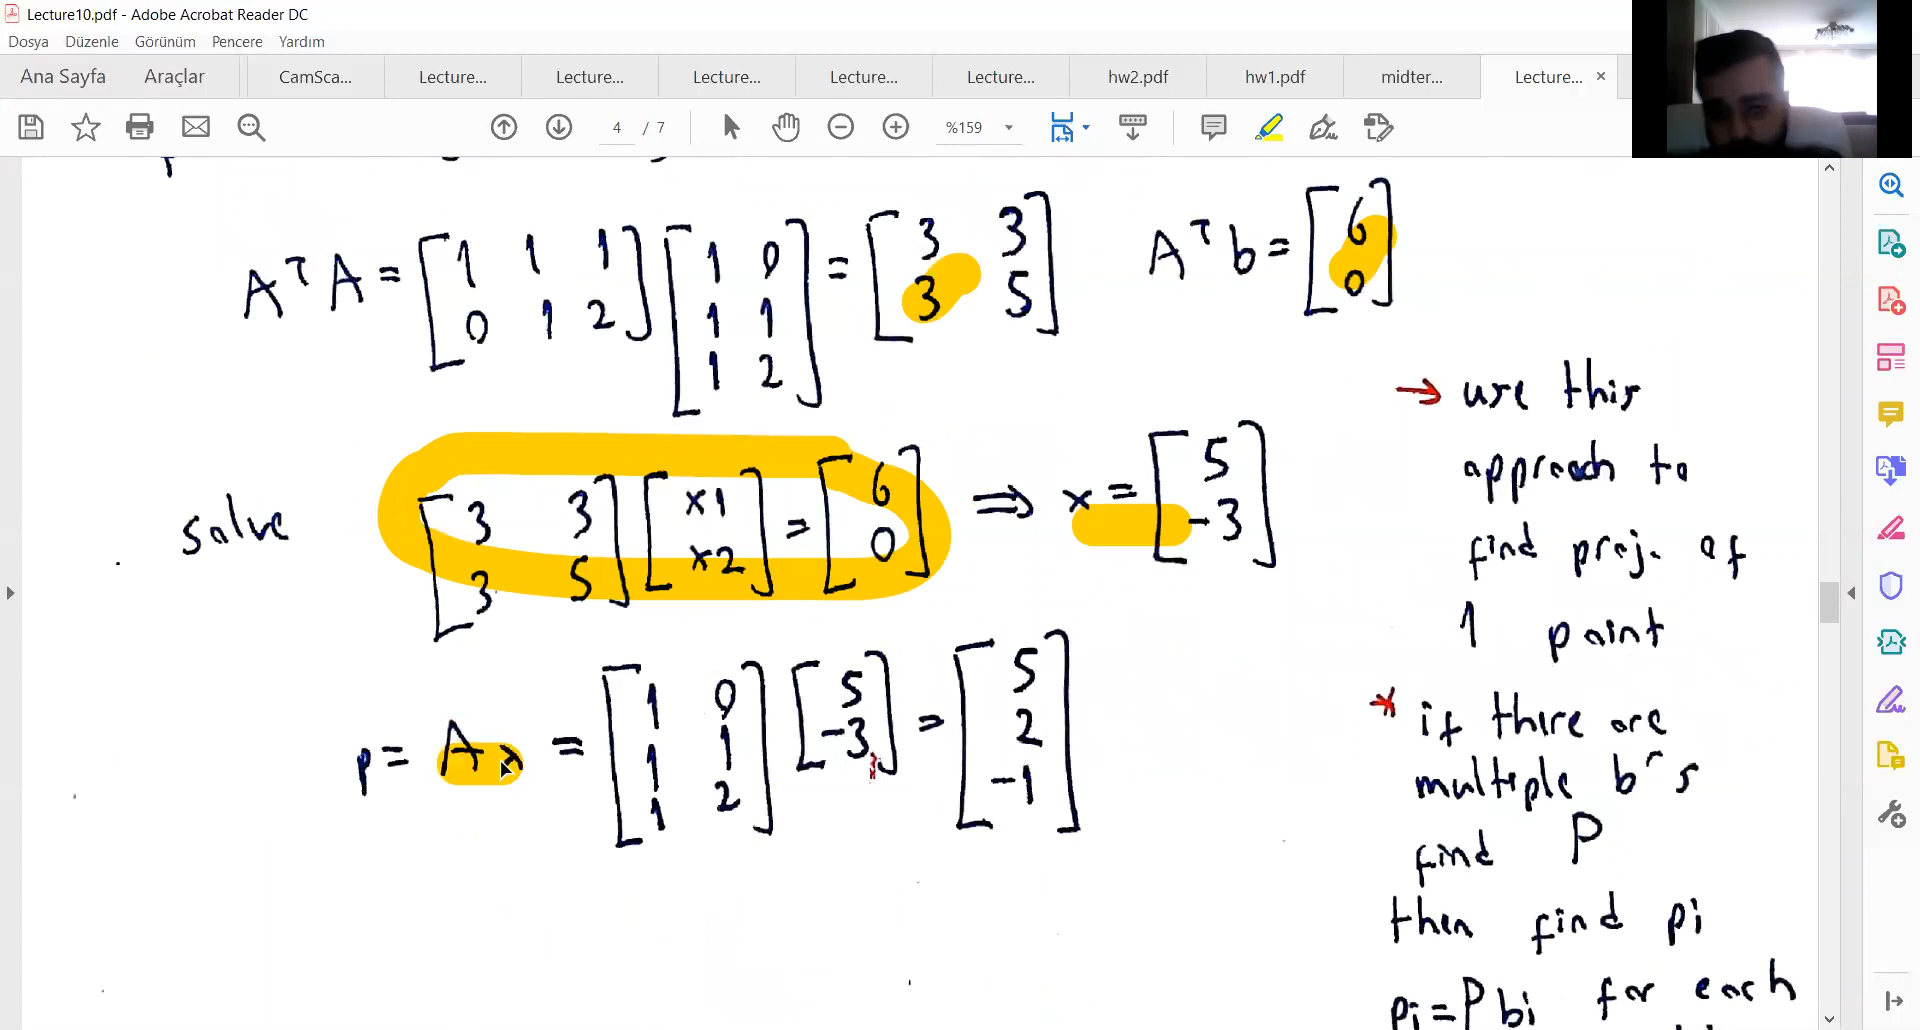 Lecture10.pdf - Adobe Acrobat Reader DC
Dosya Düzenle Görünüm Pencere Yardım
Ana Sayfa Araçlar CamSca... Lecture... Lecture... Lecture... Lecture... Lecture... hw2.pdf hw1.pdf midter... Lecture... ×
4 / 7 %159
AᵀA = [1 1 1; 0 1 2] [1 0; 1 1; 1 2] = [3 3; 3 5] Aᵀb = [6; 0]
solve [3 3; 3 5] [x1; x2] = [6; 0] ⇒ x = [5; -3]
p = Ax = [1 0; 1 1; 1 2] [5; -3] = [5; 2; -1]
→ use this
approach to
find proj. of
1 point
* if there are
multiple b's
find P
then find pi
pi = Pbi for each